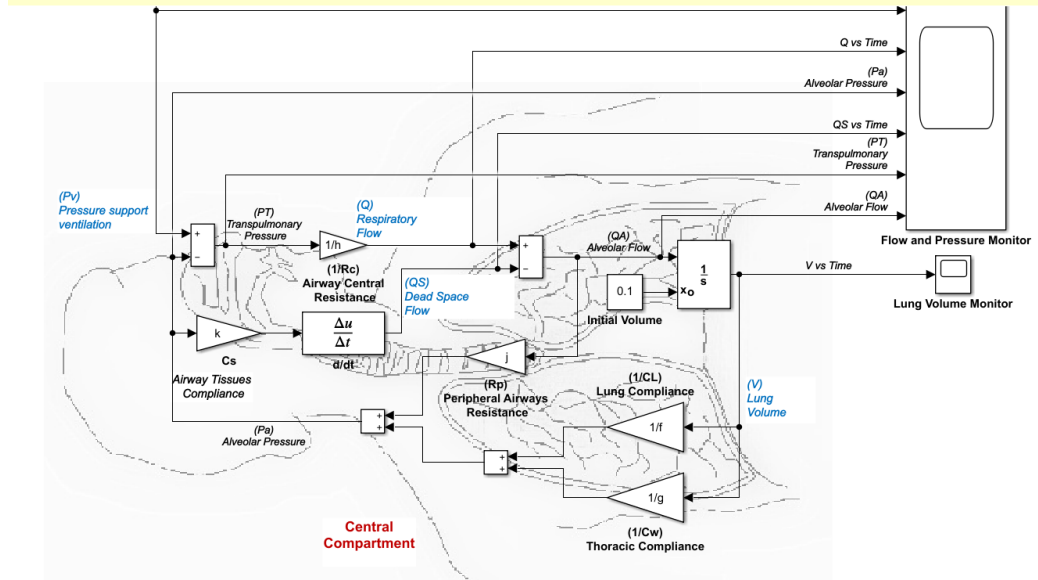 Q vs Time
(Pa)
Alveolar Pressure
QS vs Time
(PT)
Transpulmonary
Pressure
(QA)
Alveolar Flow
Flow and Pressure Monitor
(Pv)
Pressure support
ventilation
+
−
(PT)
Transpulmonary
Pressure
1/h
(1/Rc)
Airway Central
Resistance
(Q)
Respiratory
Flow
(QS)
Dead Space
Flow
+
−
(QA)
Alveolar Flow
0.1
Initial Volume
1
s
xo
V vs Time
Lung Volume Monitor
k
Cs
Airway Tissues
Compliance
Δu
Δt
d/dt
j
(Rp)
Peripheral Airways
Resistance
(1/CL)
Lung Compliance
1/f
(V)
Lung
Volume
+
+
(Pa)
Alveolar Pressure
+
+
1/g
(1/Cw)
Thoracic Compliance
Central
Compartment